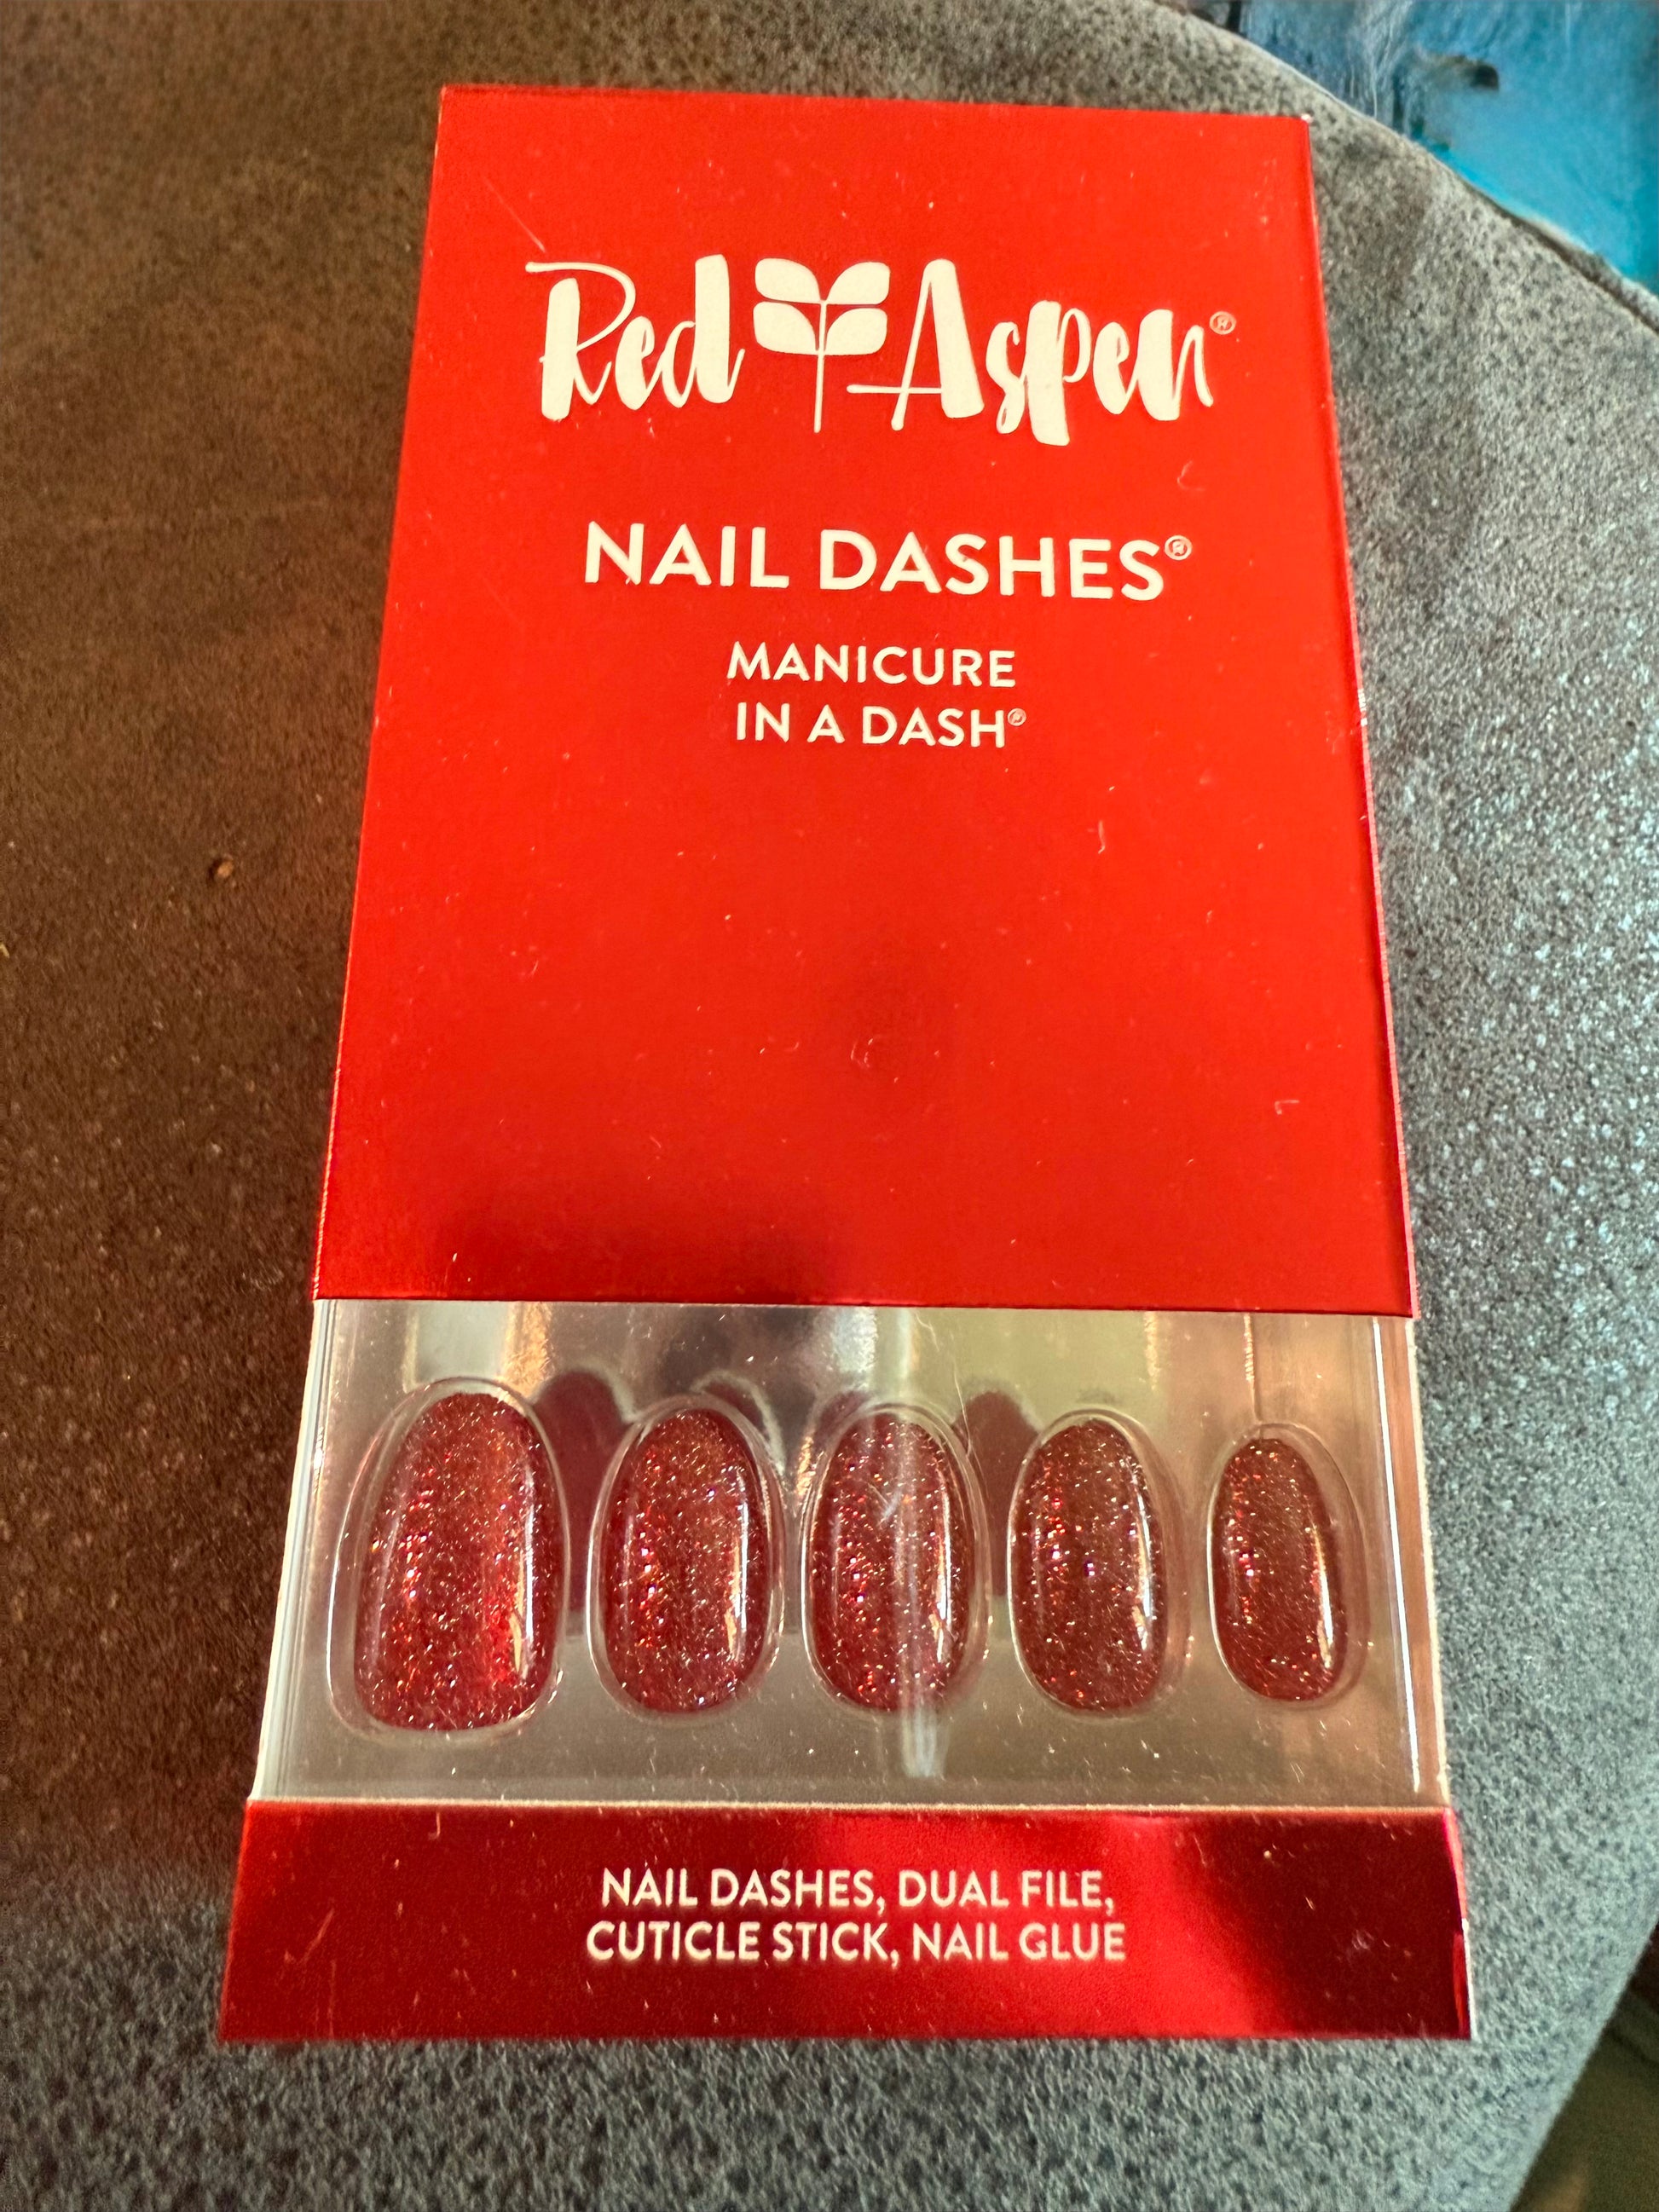 Red Aspen®
NAIL DASHES®
MANICURE
IN A DASH®
NAIL DASHES, DUAL FILE,
CUTICLE STICK, NAIL GLUE